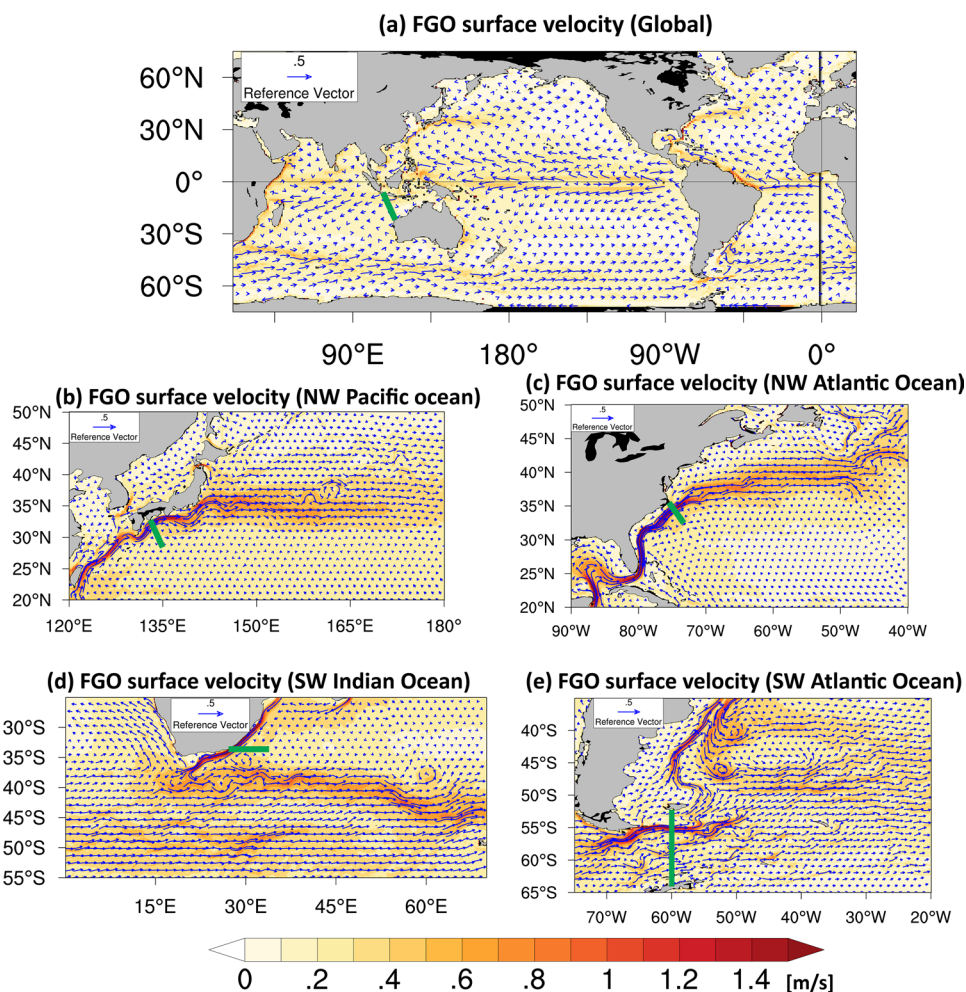 (a) FGO surface velocity (Global)
.5
Reference Vector
60°N
30°N
0°
30°S
60°S
90°E 180° 90°W 0°
(b) FGO surface velocity (NW Pacific ocean)
.5
Reference Vector
50°N
45°N
40°N
35°N
30°N
25°N
20°N
120°E 135°E 150°E 165°E 180°
(c) FGO surface velocity (NW Atlantic Ocean)
.5
Reference Vector
50°N
45°N
40°N
35°N
30°N
25°N
20°N
90°W 80°W 70°W 60°W 50°W 40°W
(d) FGO surface velocity (SW Indian Ocean)
.5
Reference Vector
30°S
35°S
40°S
45°S
50°S
55°S
15°E 30°E 45°E 60°E
(e) FGO surface velocity (SW Atlantic Ocean)
.5
Reference Vector
40°S
45°S
50°S
55°S
60°S
65°S
70°W 60°W 50°W 40°W 30°W 20°W
0 .2 .4 .6 .8 1 1.2 1.4 [m/s]